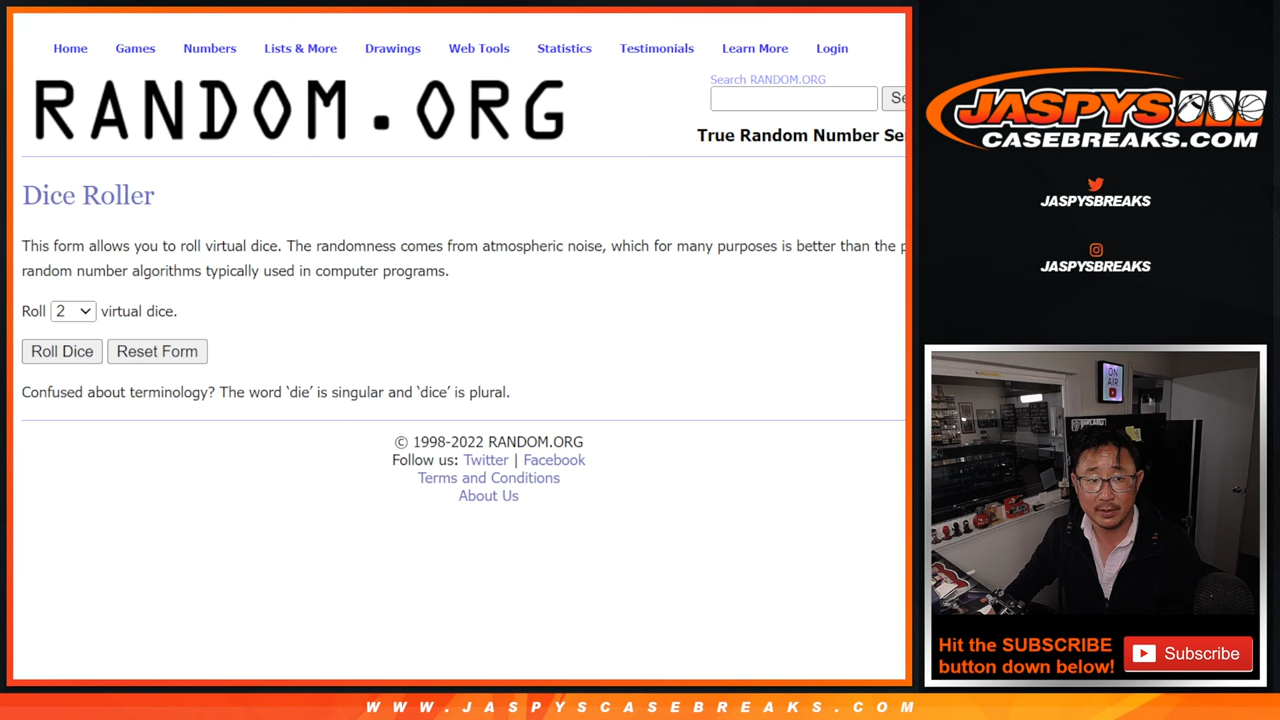 Home Games Numbers Lists & More Drawings Web Tools Statistics Testimonials Learn More Login
RANDOM.ORG
Search RANDOM.ORG
Se
True Random Number Se
Dice Roller
This form allows you to roll virtual dice. The randomness comes from atmospheric noise, which for many purposes is better than the p
random number algorithms typically used in computer programs.
Roll 2 virtual dice.
Roll Dice Reset Form
Confused about terminology? The word ‘die’ is singular and ‘dice’ is plural.
© 1998-2022 RANDOM.ORG
Follow us: Twitter | Facebook
Terms and Conditions
About Us
JASPYS
CASEBREAKS.COM
JASPYSBREAKS
JASPYSBREAKS
ON
AIR
Hit the SUBSCRIBE
button down below!
Subscribe
WWW.JASPYSCASEBREAKS.COM